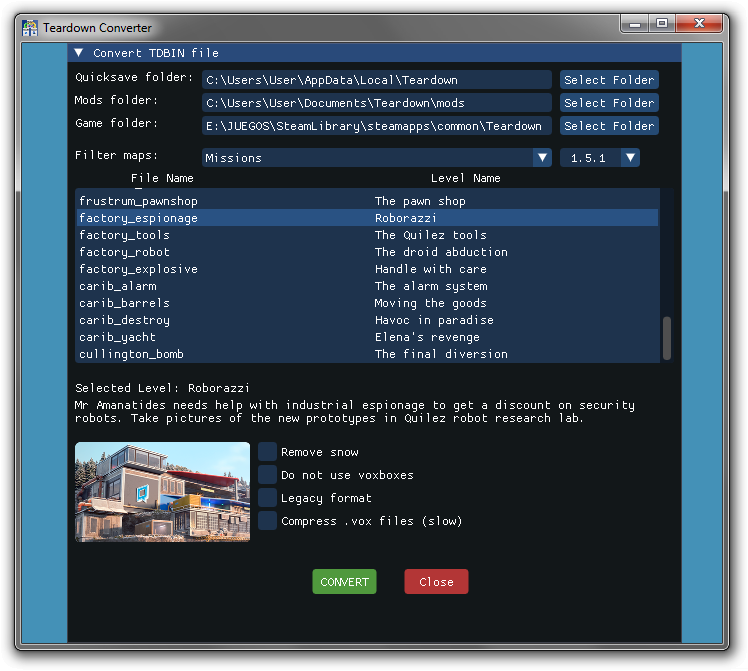 Teardown Converter
▼ Convert TDBIN file
Quicksave folder: C:\Users\User\AppData\Local\Teardown Select Folder
Mods folder: C:\Users\User\Documents\Teardown\mods Select Folder
Game folder: E:\JUEGOS\SteamLibrary\steamapps\common\Teardown Select Folder
Filter maps: Missions 1.5.1
File Name Level Name
frustrum_pawnshop The pawn shop
factory_espionage Roborazzi
factory_tools The Quilez tools
factory_robot The droid abduction
factory_explosive Handle with care
carib_alarm The alarm system
carib_barrels Moving the goods
carib_destroy Havoc in paradise
carib_yacht Elena's revenge
cullington_bomb The final diversion
Selected Level: Roborazzi
Mr Amanatides needs help with industrial espionage to get a discount on security
robots. Take pictures of the new prototypes in Quilez robot research lab.
Remove snow
Do not use voxboxes
Legacy format
Compress .vox files (slow)
CONVERT Close